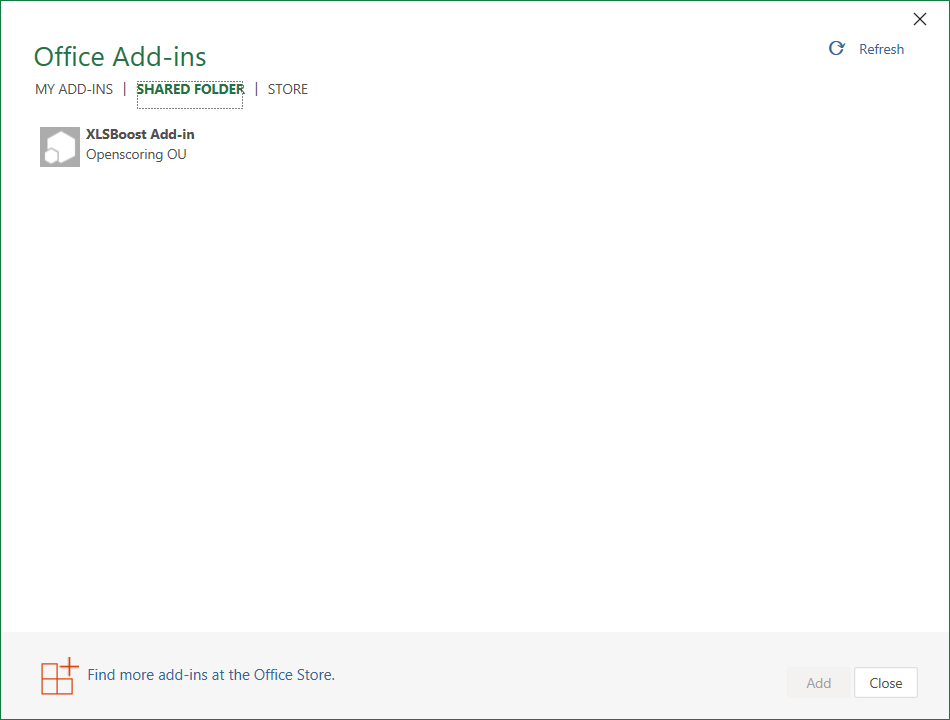 Office Add-ins
Refresh
MY ADD-INS | SHARED FOLDER | STORE
XLSBoost Add-in
Openscoring OU
Find more add-ins at the Office Store.
Add
Close